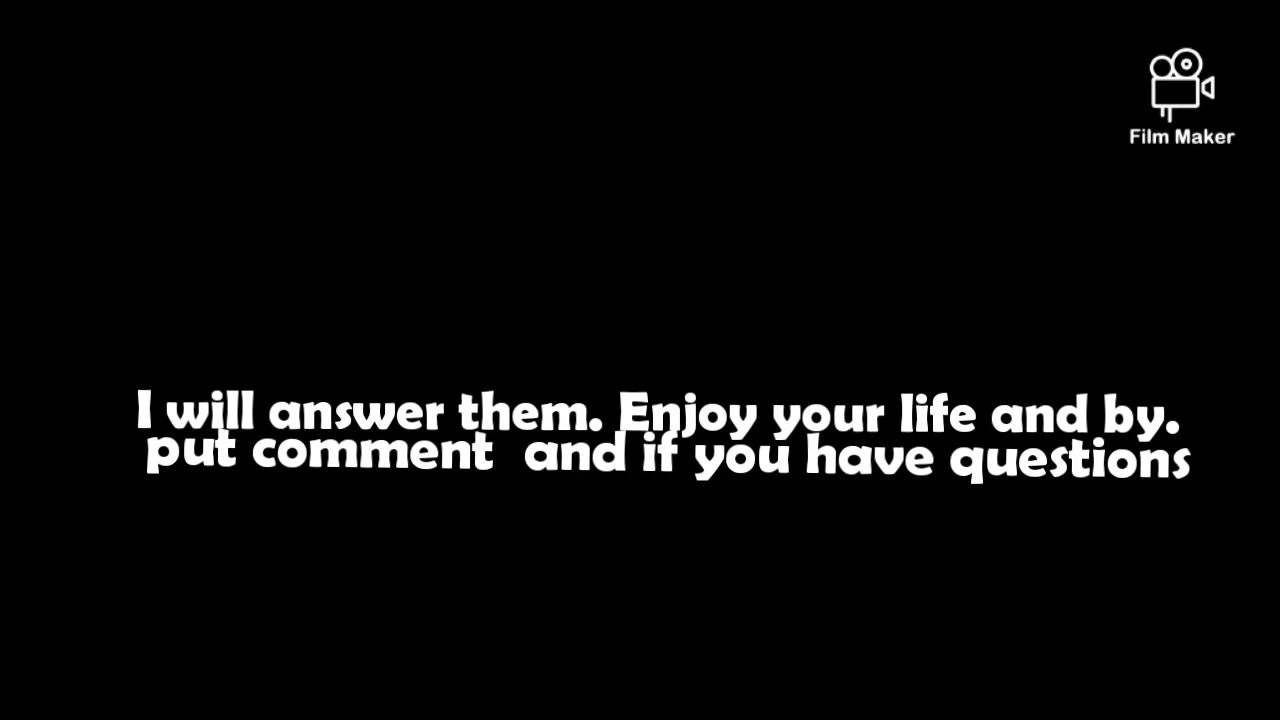 Film Maker
I will answer them. Enjoy your life and by.
put comment and if you have questions